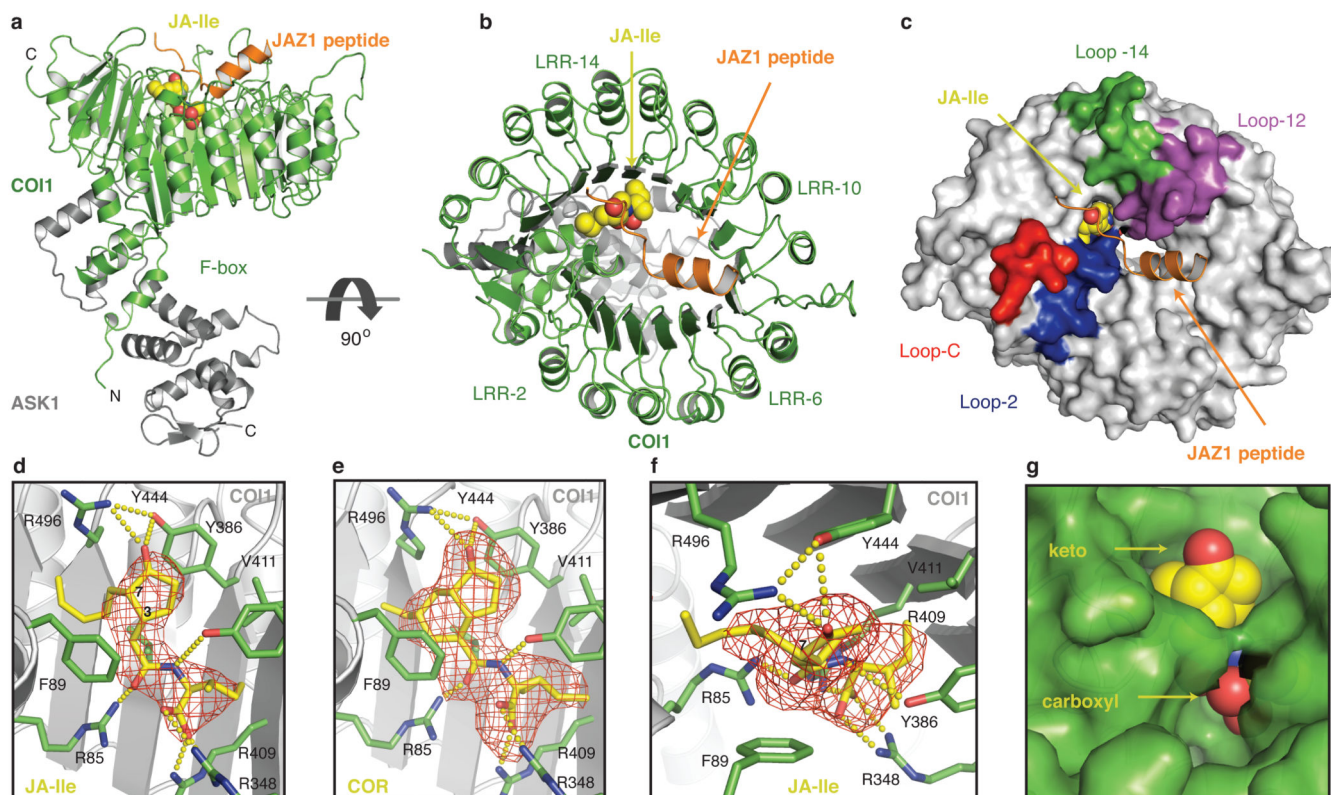 a
JA-Ile
JAZ1 peptide
C
COI1
F-box
N
ASK1
C
90°
b
JA-Ile
JAZ1 peptide
LRR-14
LRR-10
LRR-2
LRR-6
COI1
c
Loop -14
JA-Ile
Loop-12
Loop-C
Loop-2
JAZ1 peptide
d
Y444
COI1
R496
Y386
V411
7
3
F89
R85
R409
R348
JA-Ile
e
Y444
COI1
R496
Y386
V411
F89
R85
R409
R348
COR
f
COI1
R496
Y444
V411
R409
7
R85
Y386
F89
R348
JA-Ile
g
keto
carboxyl